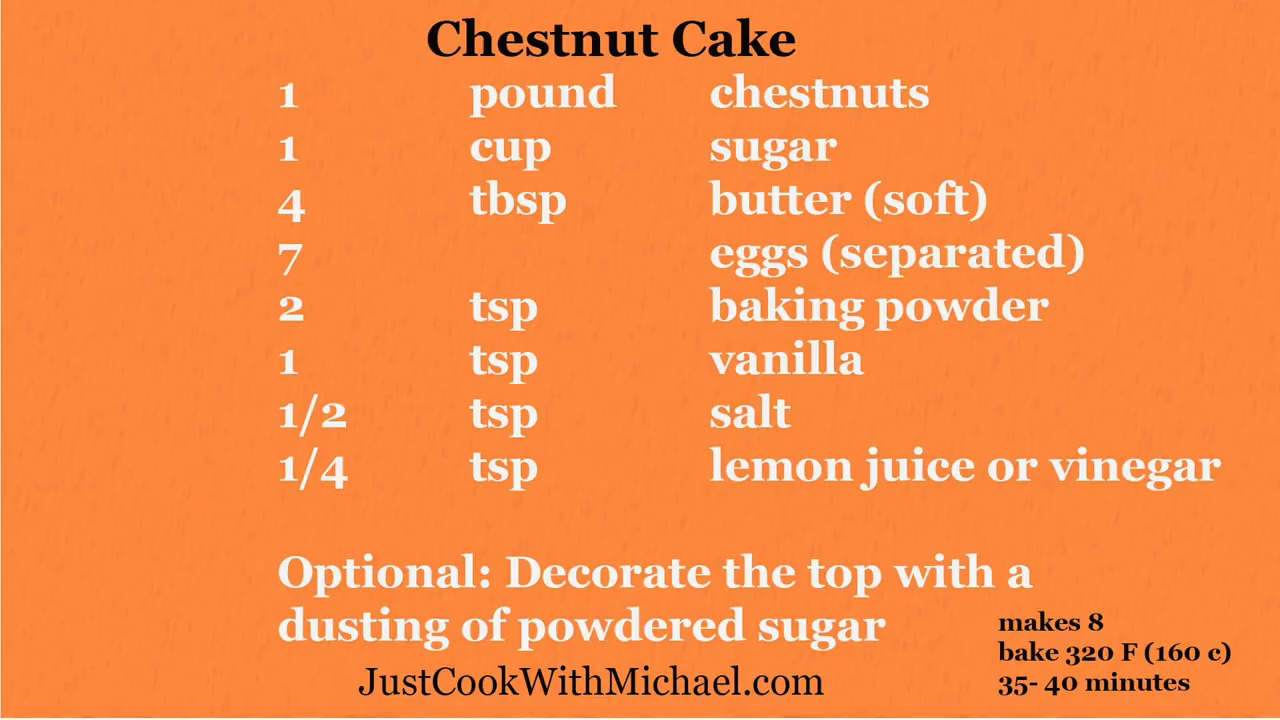 Chestnut Cake
1 pound chestnuts
1 cup sugar
4 tbsp butter (soft)
7 eggs (separated)
2 tsp baking powder
1 tsp vanilla
1/2 tsp salt
1/4 tsp lemon juice or vinegar
Optional: Decorate the top with a
dusting of powdered sugar
makes 8
bake 320 F (160 c)
35- 40 minutes
JustCookWithMichael.com